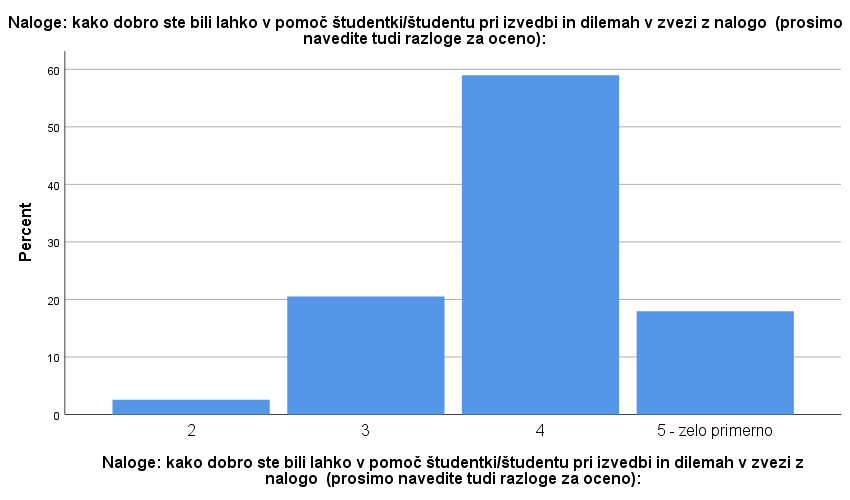 Naloge: kako dobro ste bili lahko v pomoč študentki/študentu pri izvedbi in dilemah v zvezi z nalogo  (prosimo
navedite tudi razloge za oceno):
60
50
40
30
20
10
0
Percent
2
3
4
5 - zelo primerno
Naloge: kako dobro ste bili lahko v pomoč študentki/študentu pri izvedbi in dilemah v zvezi z
nalogo  (prosimo navedite tudi razloge za oceno):